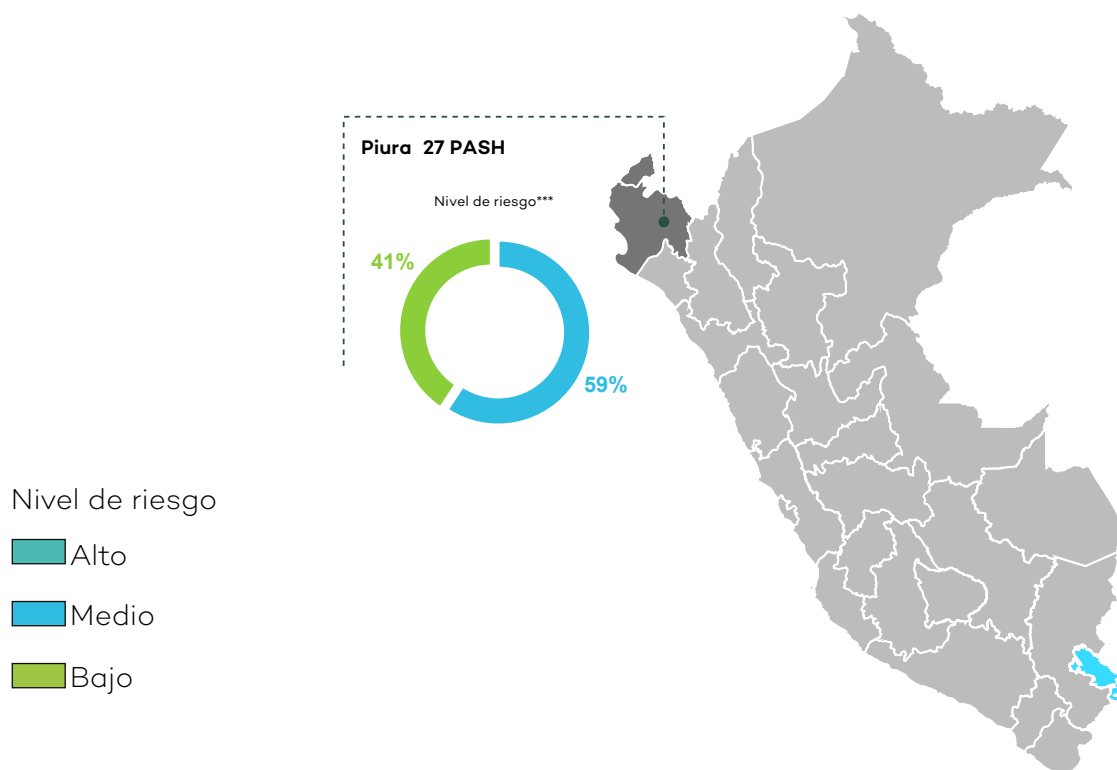 Piura 27 PASH
Nivel de riesgo***
41%
59%
Nivel de riesgo
Alto
Medio
Bajo